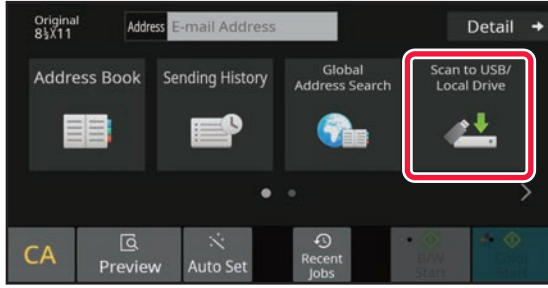 Original
8½X11
Address E-mail Address
Detail
Address Book
Sending History
Global
Address Search
Scan to USB/
Local Drive
CA
Preview
Auto Set
Recent
Jobs
B/W
Start
Color
Start